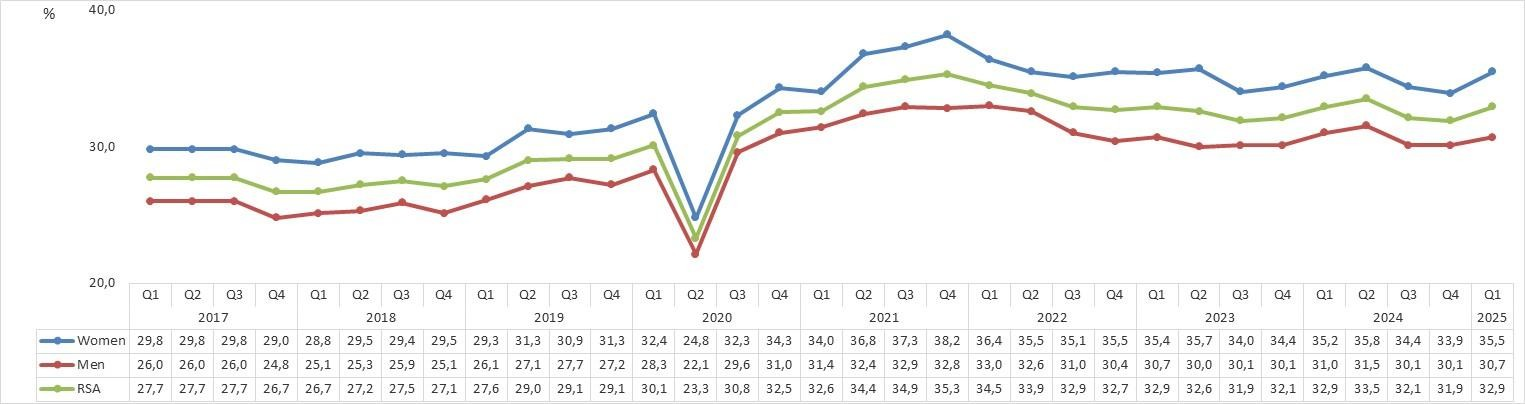 %
40,0
30,0
20,0
Q1 Q2 Q3 Q4 Q1 Q2 Q3 Q4 Q1 Q2 Q3 Q4 Q1 Q2 Q3 Q4 Q1 Q2 Q3 Q4 Q1 Q2 Q3 Q4 Q1 Q2 Q3 Q4 Q1 Q2 Q3 Q4 Q1
2017 2018 2019 2020 2021 2022 2023 2024 2025
Women 29,8 29,8 29,8 29,0 28,8 29,5 29,4 29,5 29,3 31,3 30,9 31,3 32,4 24,8 32,3 34,3 34,0 36,8 37,3 38,2 36,4 35,5 35,1 35,5 35,4 35,7 34,0 34,4 35,2 35,8 34,4 33,9 35,5
Men 26,0 26,0 26,0 24,8 25,1 25,3 25,9 25,1 26,1 27,1 27,7 27,2 28,3 22,1 29,6 31,0 31,4 32,4 32,9 32,8 33,0 32,6 31,0 30,4 30,7 30,0 30,1 30,1 31,0 31,5 30,1 30,1 30,7
RSA 27,7 27,7 27,7 26,7 26,7 27,2 27,5 27,1 27,6 29,0 29,1 29,1 30,1 23,3 30,8 32,5 32,6 34,4 34,9 35,3 34,5 33,9 32,9 32,7 32,9 32,6 31,9 32,1 32,9 33,5 32,1 31,9 32,9